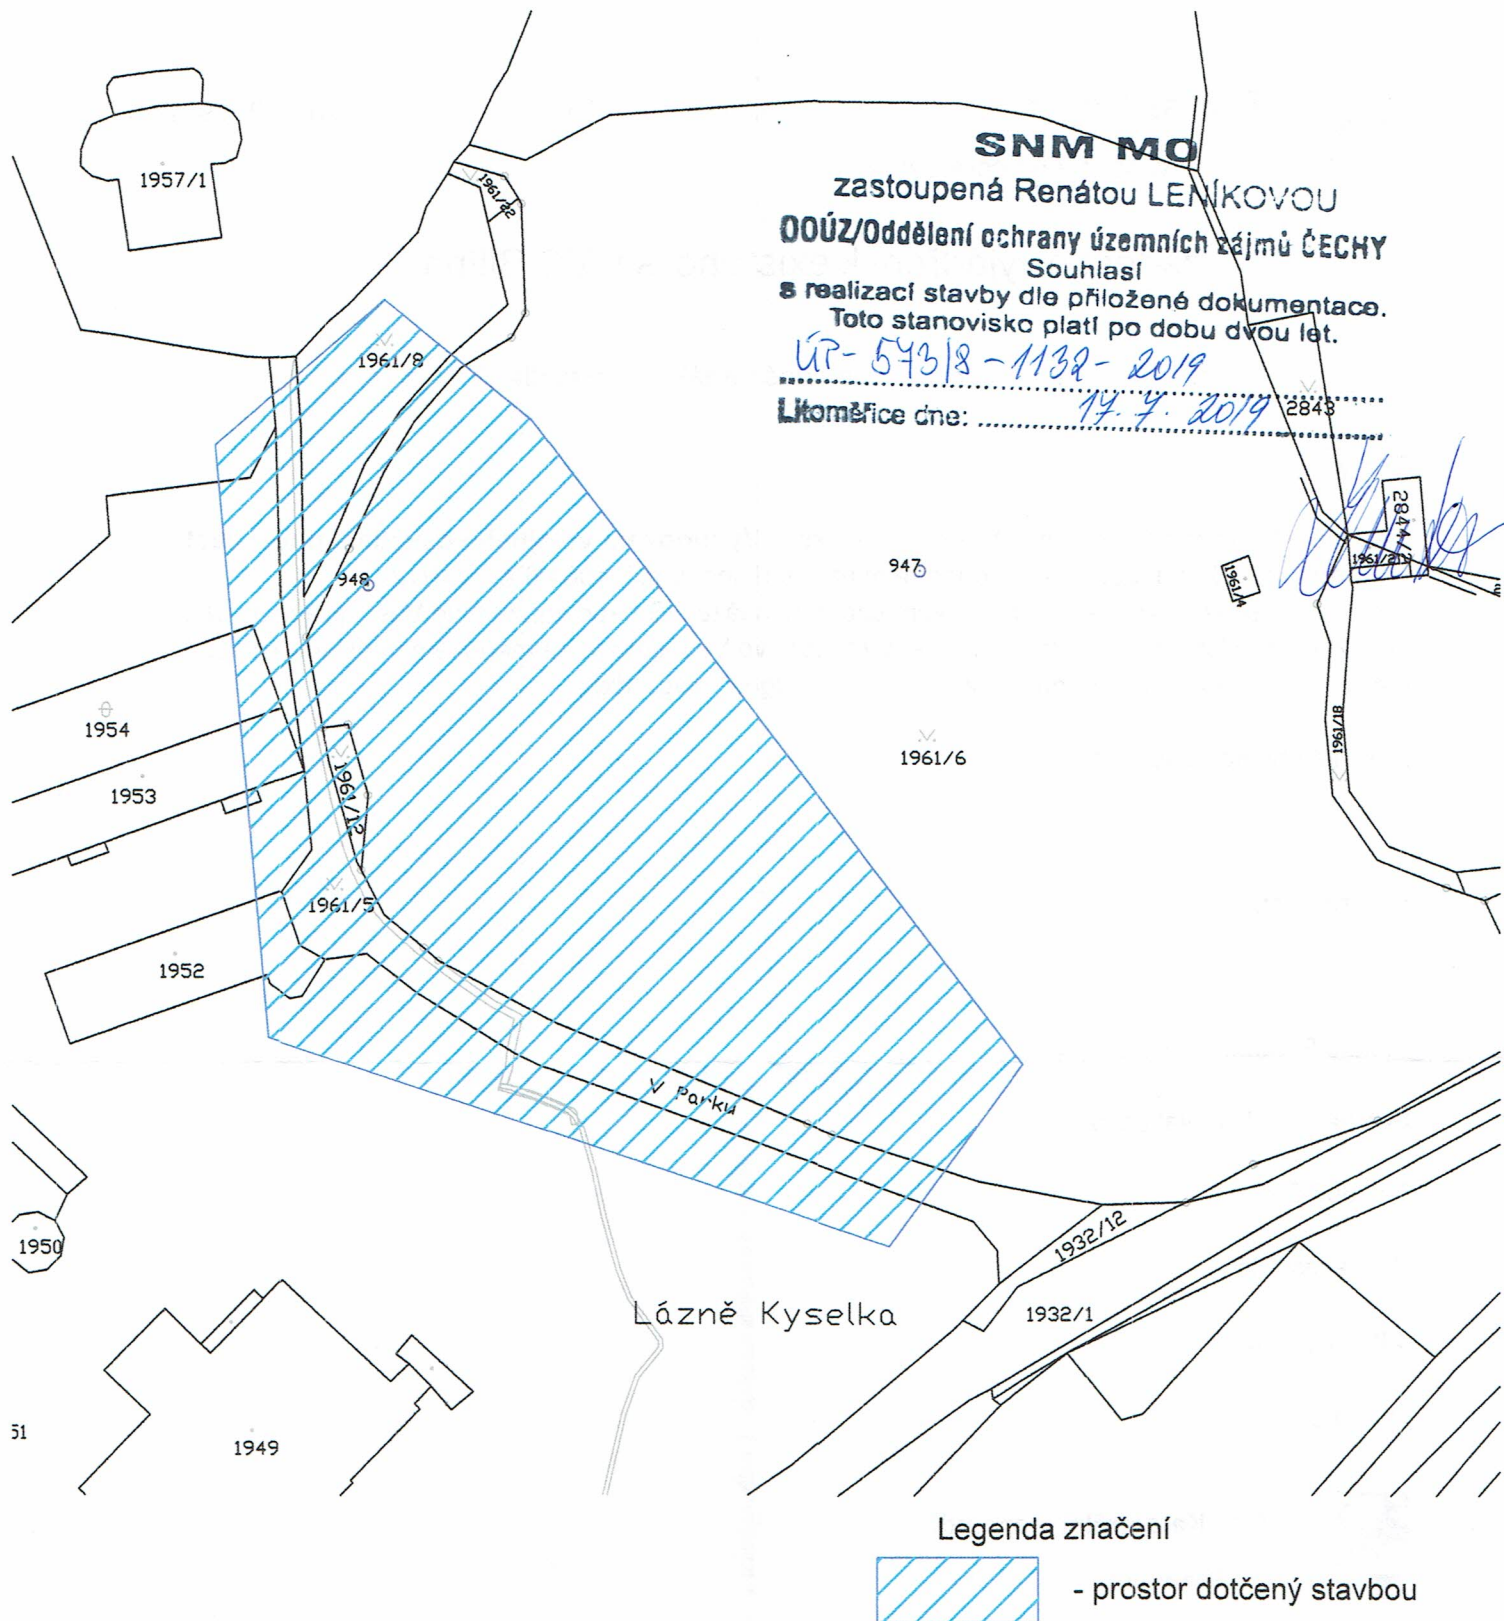 1957/1
1961/22
SNM MO
zastoupená Renátou LENÍKOVOU
OOÚZ/Oddělení ochrany územních zájmů ČECHY
Souhlasí
s realizací stavby dle přiložené dokumentace.
Toto stanovisko platí po dobu dvou let.
ÚP- 573/8-1132-2019
Litoměřice dne: 17.7.2019
1961/8
2843
948
947
1961/4
1961/18
1954
1961/6
1953
1961/12
1961/5
1952
V Parku
1932/12
1950
Lázně Kyselka
1932/1
51
1949
Legenda značení
- prostor dotčený stavbou